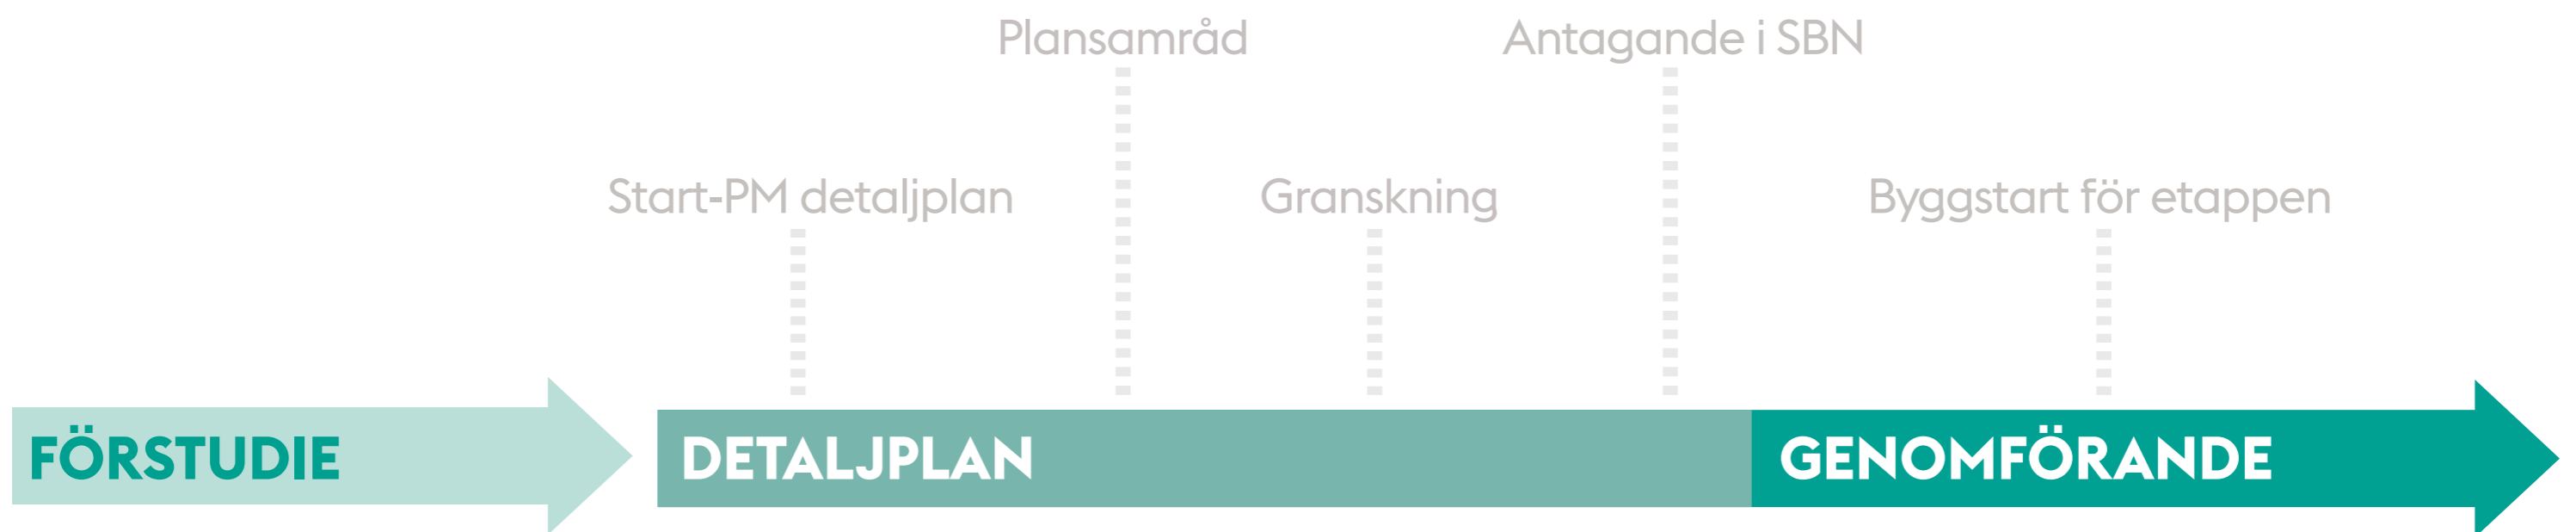 Plansamråd
Antagande i SBN
Start-PM detaljplan
Granskning
Byggstart för etappen
FÖRSTUDIE
DETALJPLAN
GENOMFÖRANDE